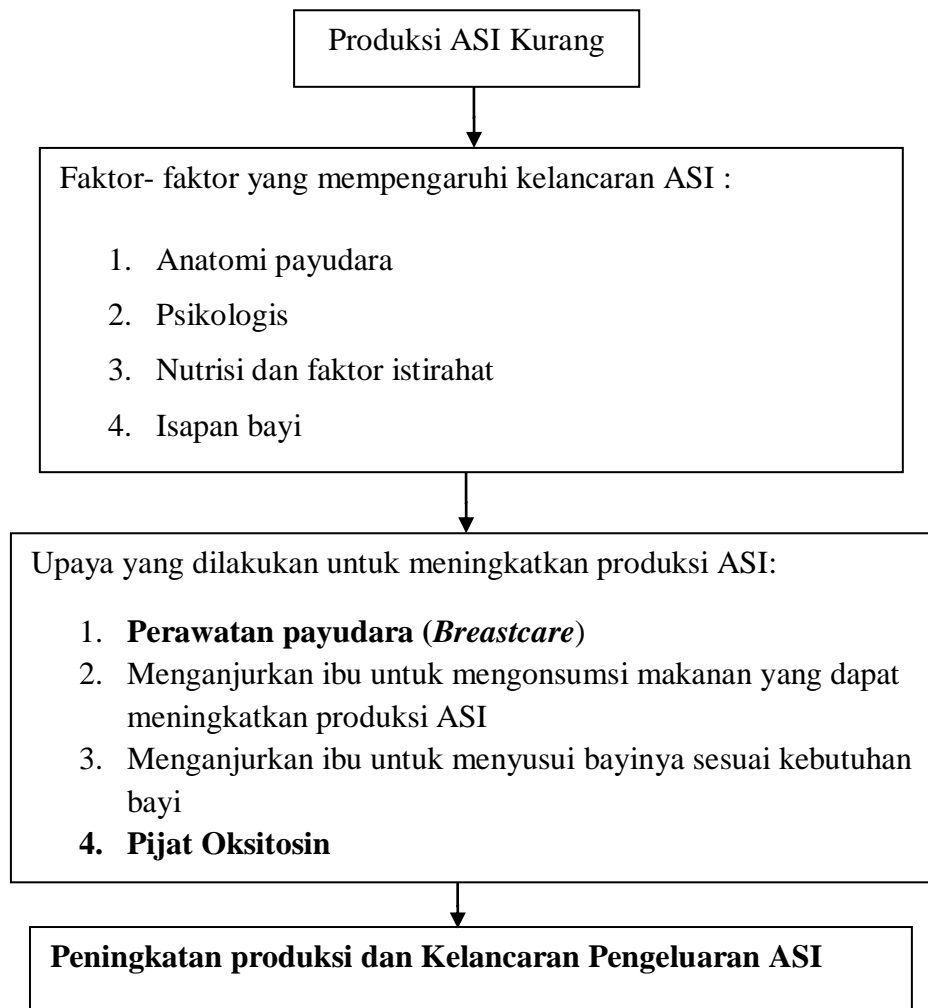 Produksi ASI Kurang
Faktor- faktor yang mempengaruhi kelancaran ASI :
1. Anatomi payudara
2. Psikologis
3. Nutrisi dan faktor istirahat
4. Isapan bayi
Upaya yang dilakukan untuk meningkatkan produksi ASI:
1. Perawatan payudara (Breastcare)
2. Menganjurkan ibu untuk mengonsumsi makanan yang dapat
meningkatkan produksi ASI
3. Menganjurkan ibu untuk menyusui bayinya sesuai kebutuhan
bayi
4. Pijat Oksitosin
Peningkatan produksi dan Kelancaran Pengeluaran ASI